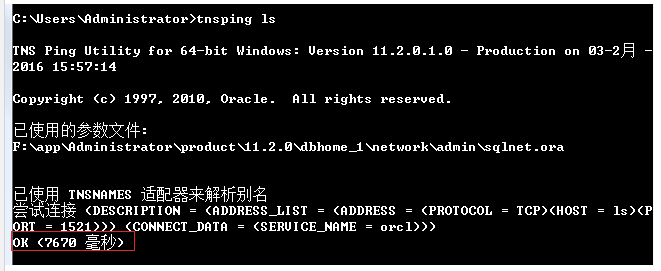 C:\Users\Administrator>tnsping ls
TNS Ping Utility for 64-bit Windows: Version 11.2.0.1.0 - Production on 03-2月 -
2016 15:57:14
Copyright (c) 1997, 2010, Oracle.  All rights reserved.
已使用的参数文件:
F:\app\Administrator\product\11.2.0\dbhome_1\network\admin\sqlnet.ora
已使用 TNSNAMES 适配器来解析别名
尝试连接 (DESCRIPTION = (ADDRESS_LIST = (ADDRESS = (PROTOCOL = TCP)(HOST = ls)(P
ORT = 1521))) (CONNECT_DATA = (SERVICE_NAME = orcl)))
OK (7670 毫秒)